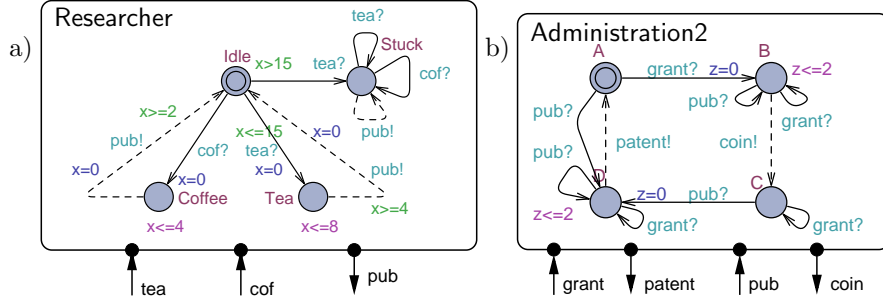 a)
Researcher
Idle
x>15
tea?
tea?
Stuck
cof?
pub!
x>=2
pub!
cof?
x<=15
tea?
x=0
x=0
pub!
x=0
x=0
x=0
Coffee
Tea
x>=4
x<=4
x<=8
tea
cof
pub
b)
Administration2
A
B
grant?
z=0
z<=2
pub?
pub?
grant?
pub?
patent!
coin!
D
z=0
pub?
C
z<=2
grant?
grant?
grant
patent
pub
coin